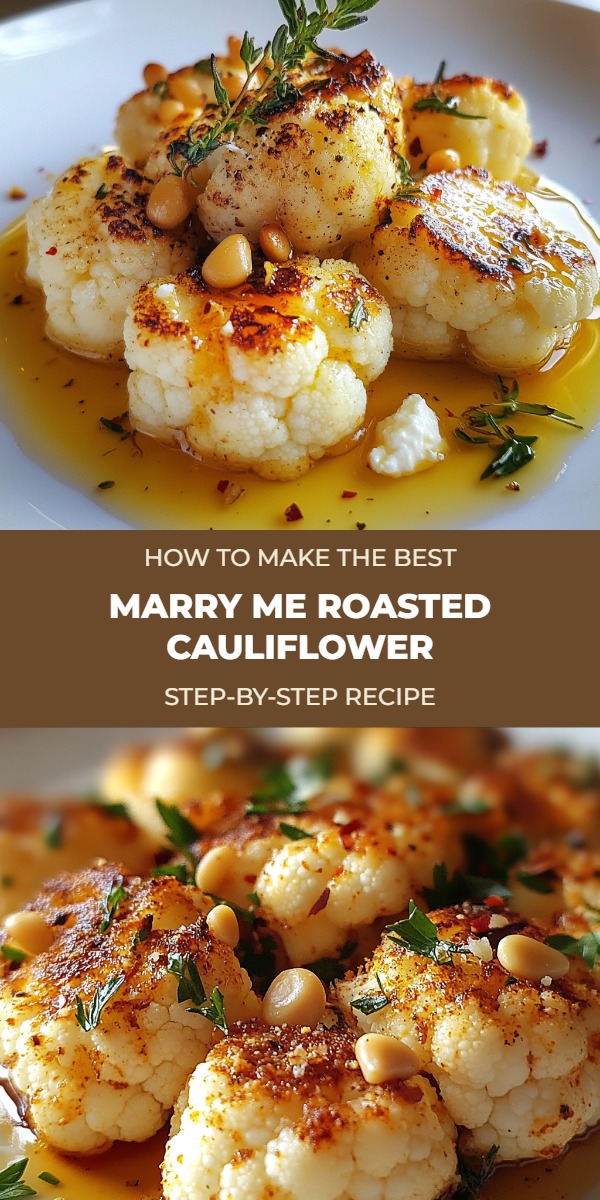 HOW TO MAKE THE BEST
MARRY ME ROASTED
CAULIFLOWER
STEP-BY-STEP RECIPE